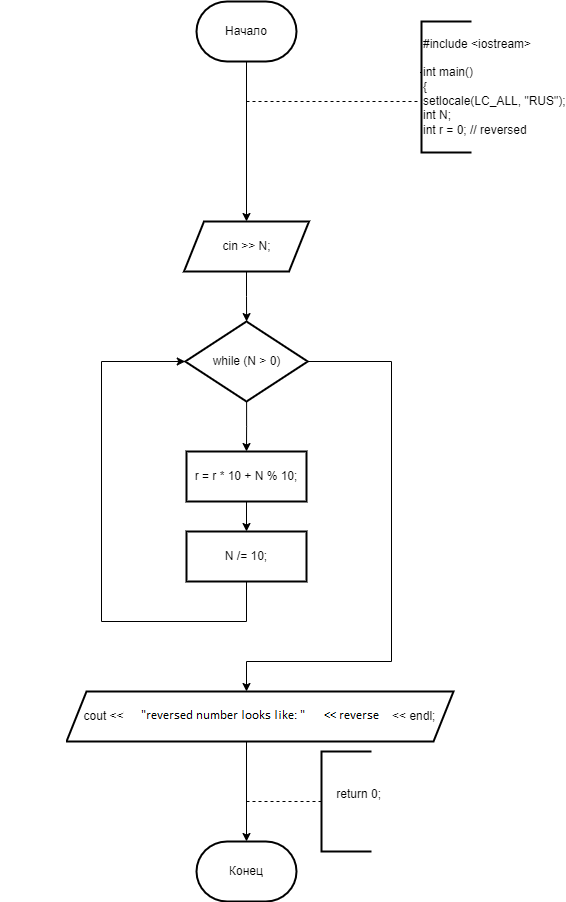 Начало
#include <iostream>
int main()
{
setlocale(LC_ALL, "RUS");
int N;
int r = 0; // reversed
cin >> N;
while (N > 0)
r = r * 10 + N % 10;
N /= 10;
cout << "reversed number looks like: " << reverse << endl;
return 0;
Конец